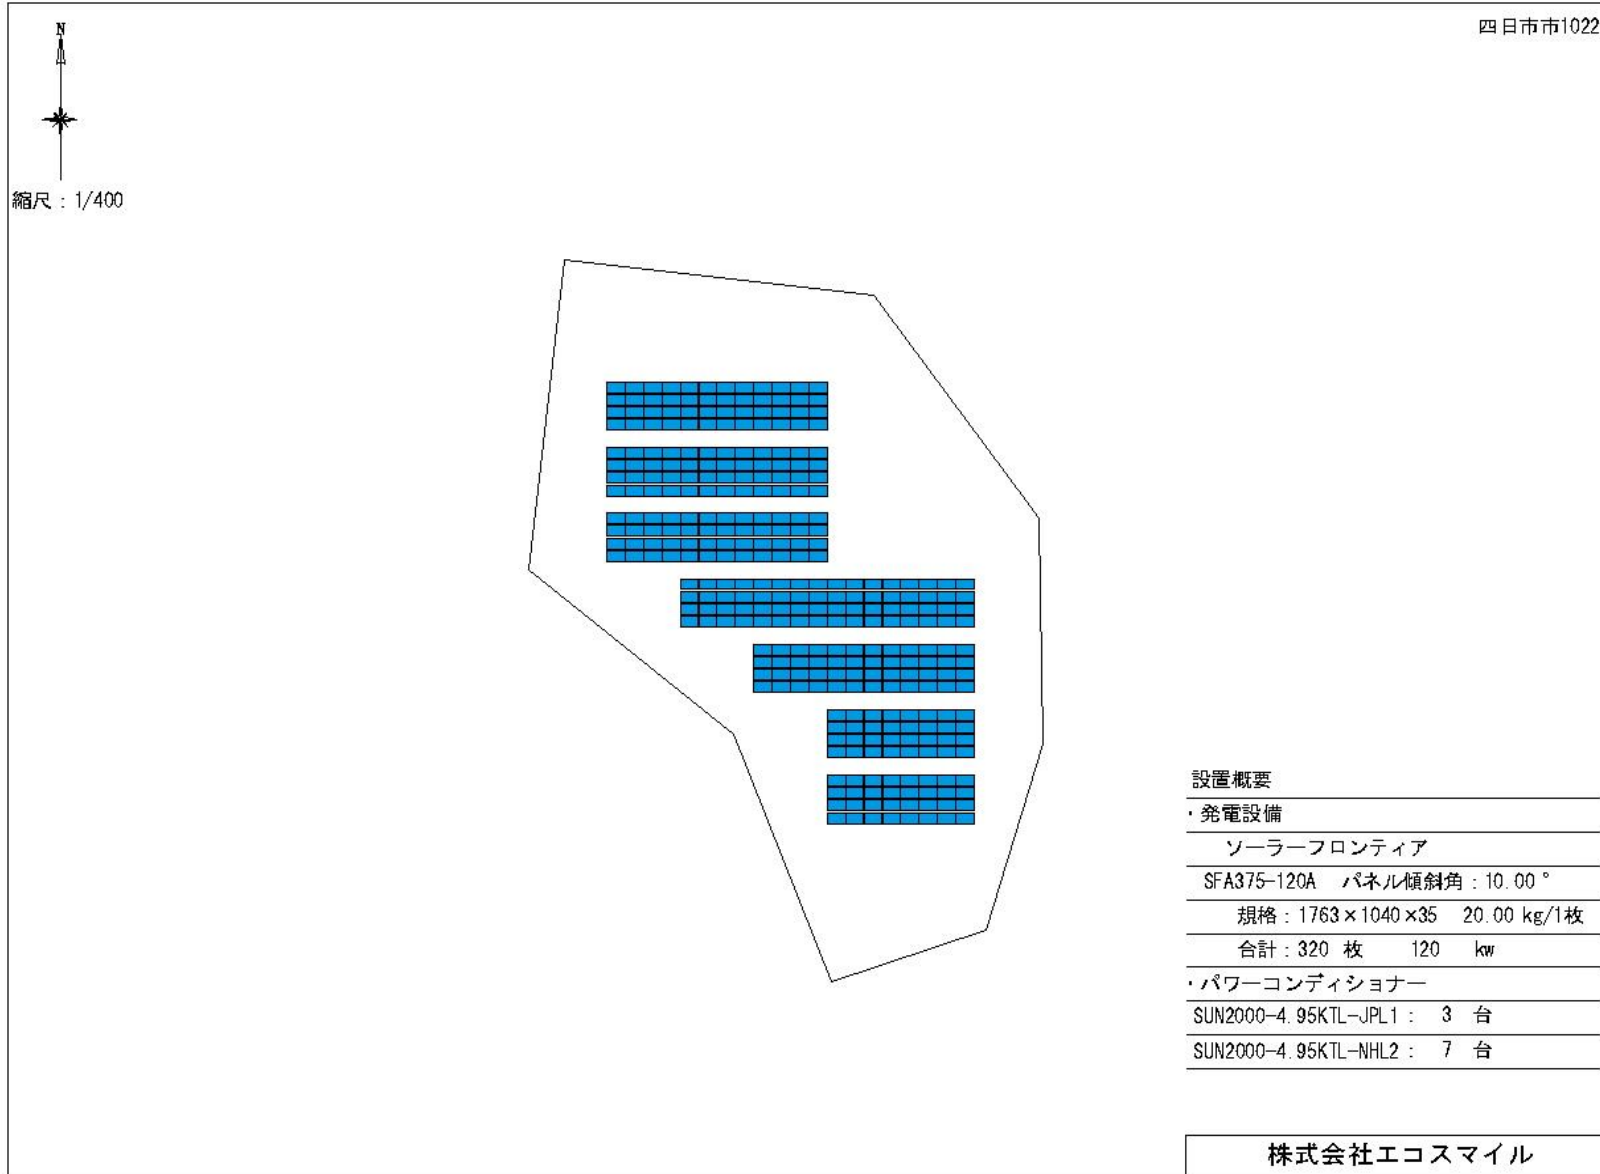 四日市市1022
N
縮尺：1/400
設置概要
・発電設備
ソーラーフロンティア
SFA375-120A パネル傾斜角：10.00°
規格：1763×1040×35 20.00 kg/1枚
合計：320 枚 120 kw
・パワーコンディショナー
SUN2000-4.95KTL-JPL1： 3 台
SUN2000-4.95KTL-NHL2： 7 台
株式会社エコスマイル